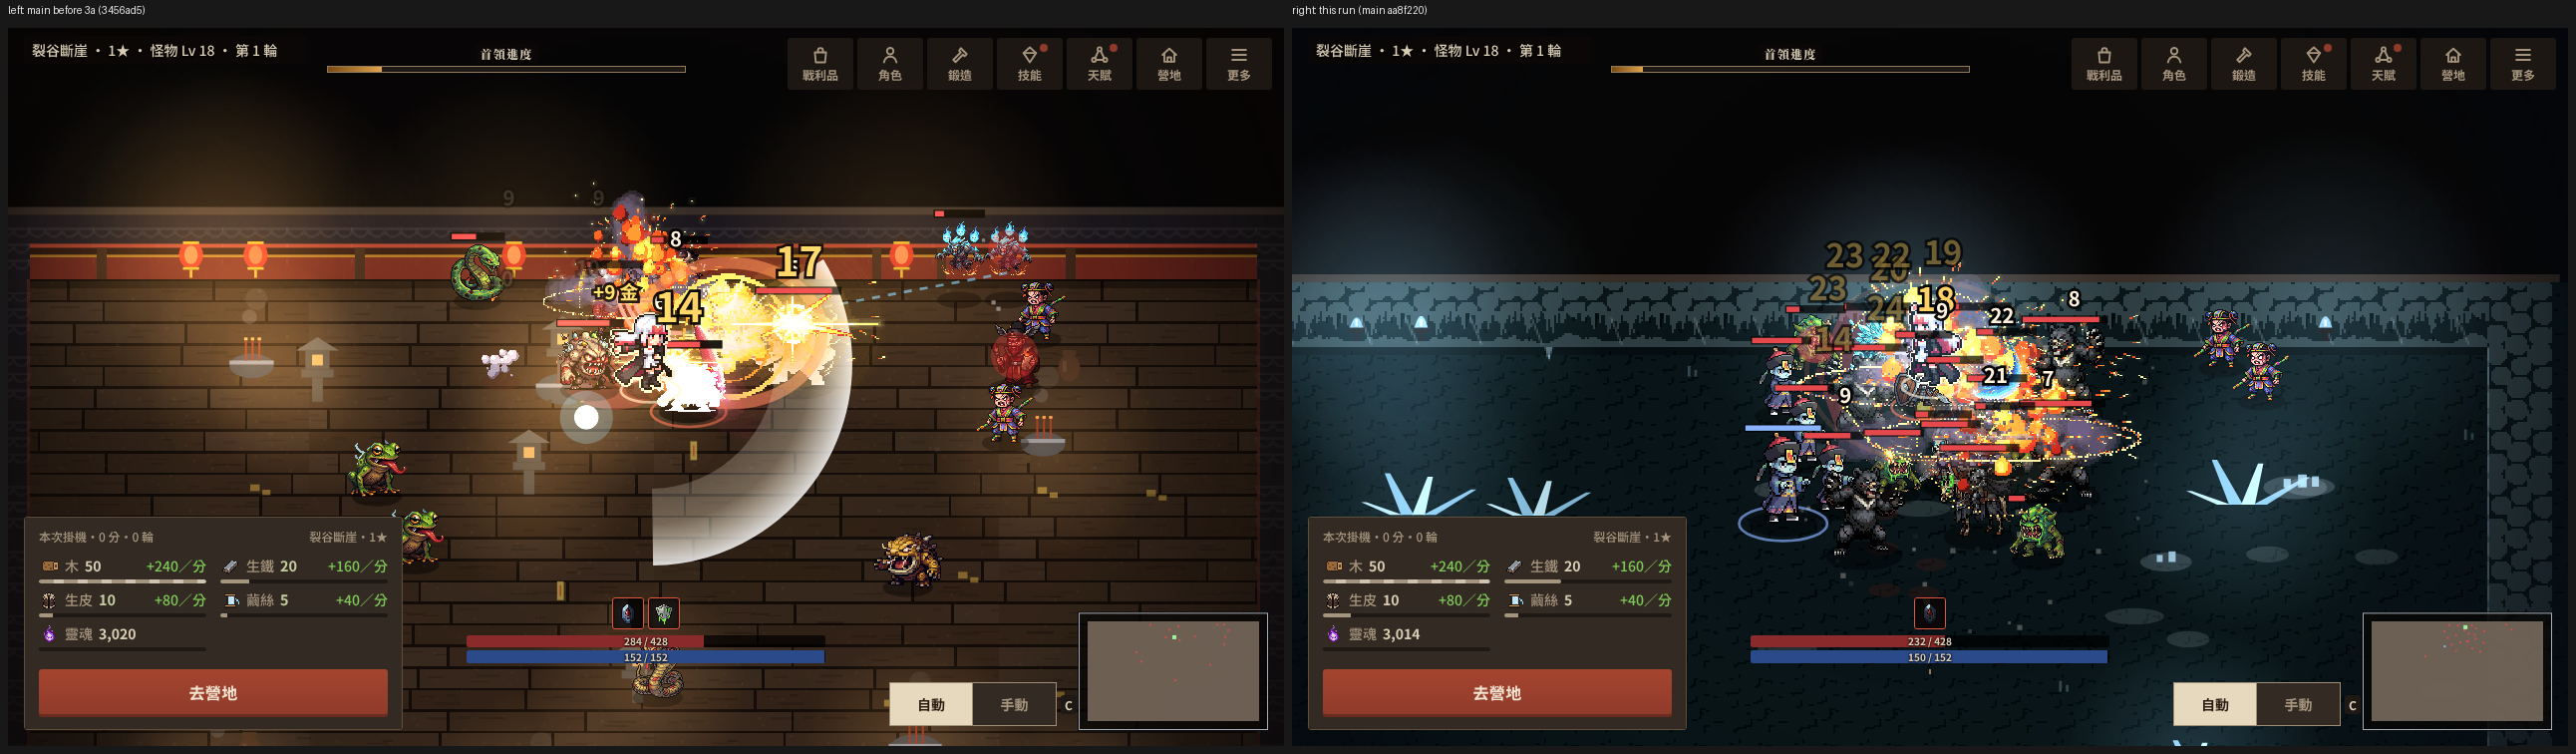 left main before 3a (3456ad5)
裂谷斷崖 • 1★ • 怪物 Lv 18 • 第 1 輪
首領進度
戰利品
角色
鍛造
技能
天賦
營地
更多
9
9
8
17
+9 金
14
本次掛機・0 分・0 輪
裂谷斷崖・1★
木 50 +240／分
生鐵 20 +160／分
生皮 10 +80／分
繭絲 5 +40／分
靈魂 3,020
去營地
284 / 428
152 / 152
自動
手動
C
right this run (main aa8f220)
裂谷斷崖 • 1★ • 怪物 Lv 18 • 第 1 輪
首領進度
戰利品
角色
鍛造
技能
天賦
營地
更多
23
22
19
23
24
18
9
22
8
14
21
7
9
本次掛機・0 分・0 輪
裂谷斷崖・1★
木 50 +240／分
生鐵 20 +160／分
生皮 10 +80／分
繭絲 5 +40／分
靈魂 3,014
去營地
232 / 428
150 / 152
自動
手動
C